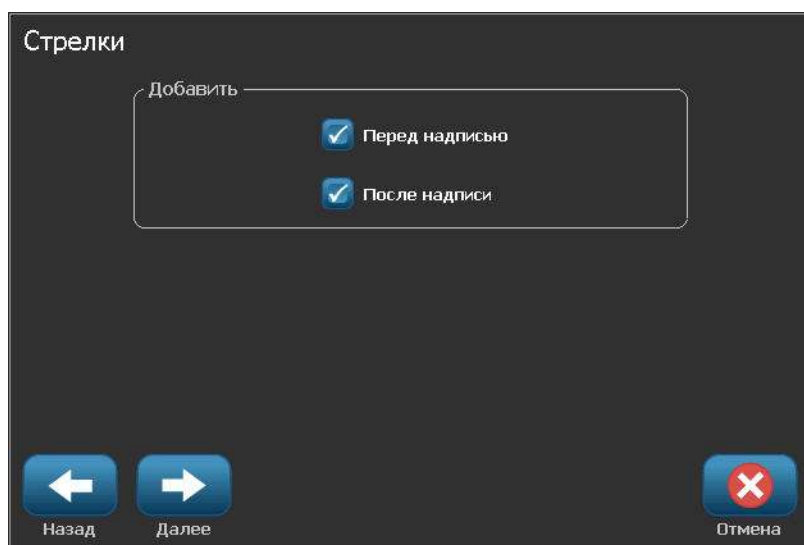 Стрелки
Добавить
Перед надписью
После надписи
Назад
Далее
Отмена